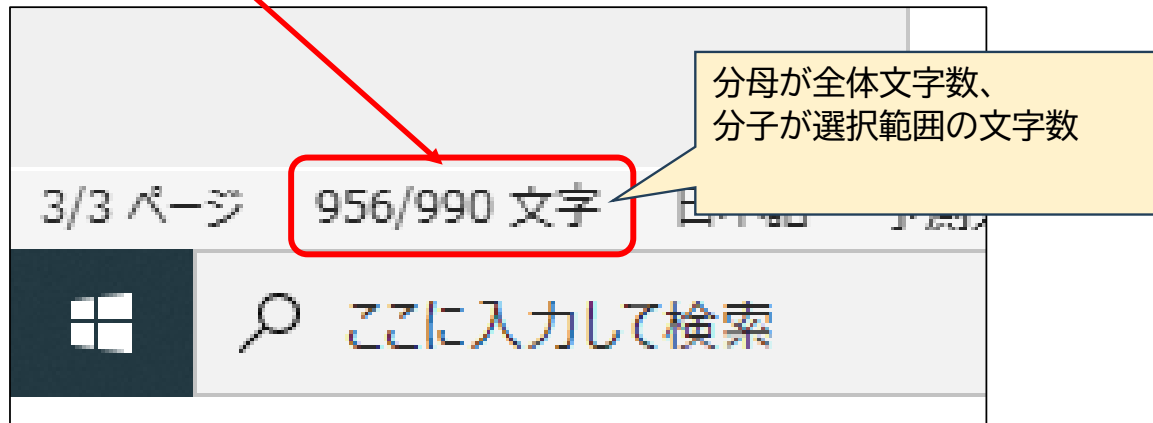 分母が全体文字数、
分子が選択範囲の文字数
3/3 ページ 956/990 文字
ここに入力して検索